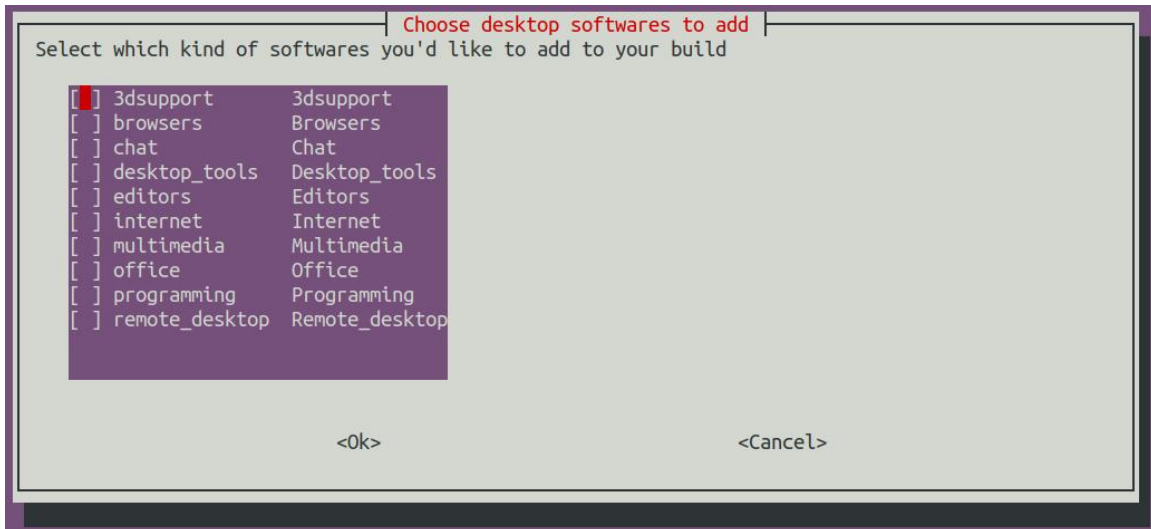 Choose desktop softwares to add
Select which kind of softwares you'd like to add to your build
[ ] 3dsupport 3dsupport
[ ] browsers Browsers
[ ] chat Chat
[ ] desktop_tools Desktop_tools
[ ] editors Editors
[ ] internet Internet
[ ] multimedia Multimedia
[ ] office Office
[ ] programming Programming
[ ] remote_desktop Remote_desktop
<Ok> <Cancel>